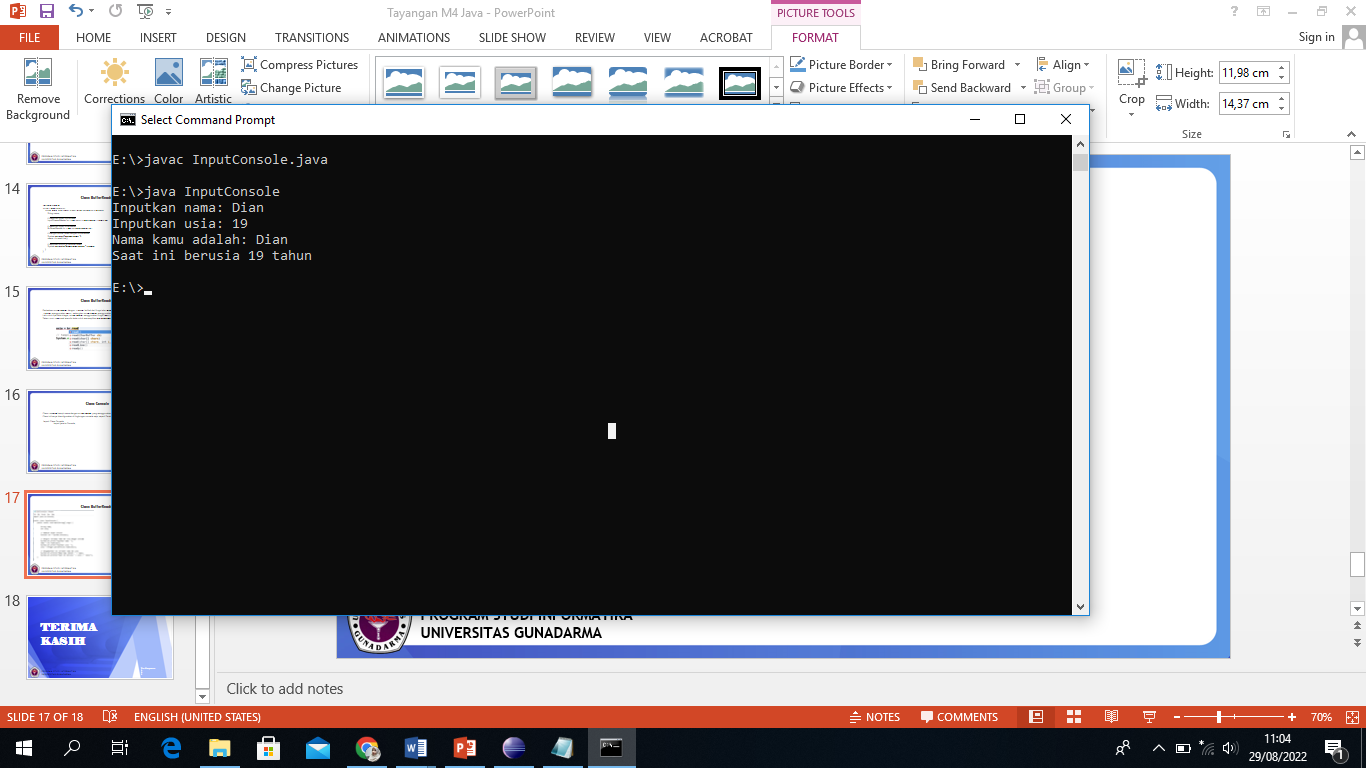 Tayangan M4 Java - PowerPoint
PICTURE TOOLS
?
FILE
HOME
INSERT
DESIGN
TRANSITIONS
ANIMATIONS
SLIDE SHOW
REVIEW
VIEW
ACROBAT
FORMAT
Sign in
Remove
Background
Corrections
Color
Artistic
Compress Pictures
Change Picture
Picture Border
Picture Effects
Bring Forward
Send Backward
Align
Group
Crop
Height: 11,98 cm
Width: 14,37 cm
Size
Select Command Prompt
E:\>javac InputConsole.java
E:\>java InputConsole
Inputkan nama: Dian
Inputkan usia: 19
Nama kamu adalah: Dian
Saat ini berusia 19 tahun
E:\>
14
15
16
Class Console
17
18
TERIMA
KASIH
PROGRAM STUDI INFORMATIKA
UNIVERSITAS GUNADARMA
GUNADARMA
Click to add notes
SLIDE 17 OF 18
ENGLISH (UNITED STATES)
NOTES
COMMENTS
70%
11:04
29/08/2022
1